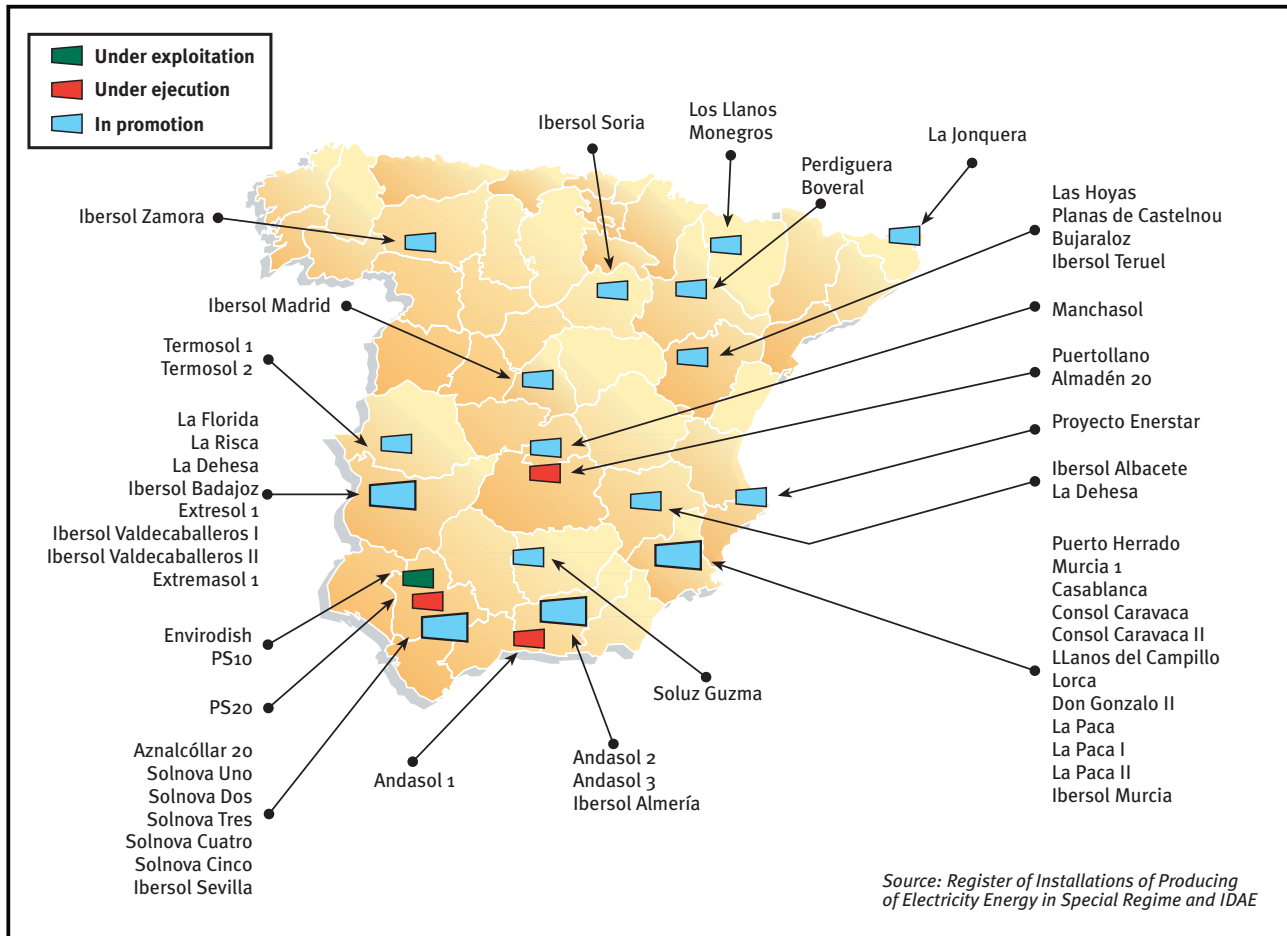 Under exploitation
Under ejecution
In promotion
Ibersol Soria
Los Llanos
Monegros
La Jonquera
Perdiguera
Boveral
Ibersol Zamora
Las Hoyas
Planas de Castelnou
Bujaraloz
Ibersol Teruel
Ibersol Madrid
Manchasol
Termosol 1
Termosol 2
Puertollano
Almadén 20
La Florida
La Risca
La Dehesa
Ibersol Badajoz
Extresol 1
Ibersol Valdecaballeros I
Ibersol Valdecaballeros II
Extremasol 1
Proyecto Enerstar
Ibersol Albacete
La Dehesa
Puerto Herrado
Murcia 1
Casablanca
Consol Caravaca
Consol Caravaca II
LLanos del Campillo
Lorca
Don Gonzalo II
La Paca
La Paca I
La Paca II
Ibersol Murcia
Envirodish
PS10
PS20
Soluz Guzma
Aznalcóllar 20
Solnova Uno
Solnova Dos
Solnova Tres
Solnova Cuatro
Solnova Cinco
Ibersol Sevilla
Andasol 1
Andasol 2
Andasol 3
Ibersol Almería
Source: Register of Installations of Producing
of Electricity Energy in Special Regime and IDAE